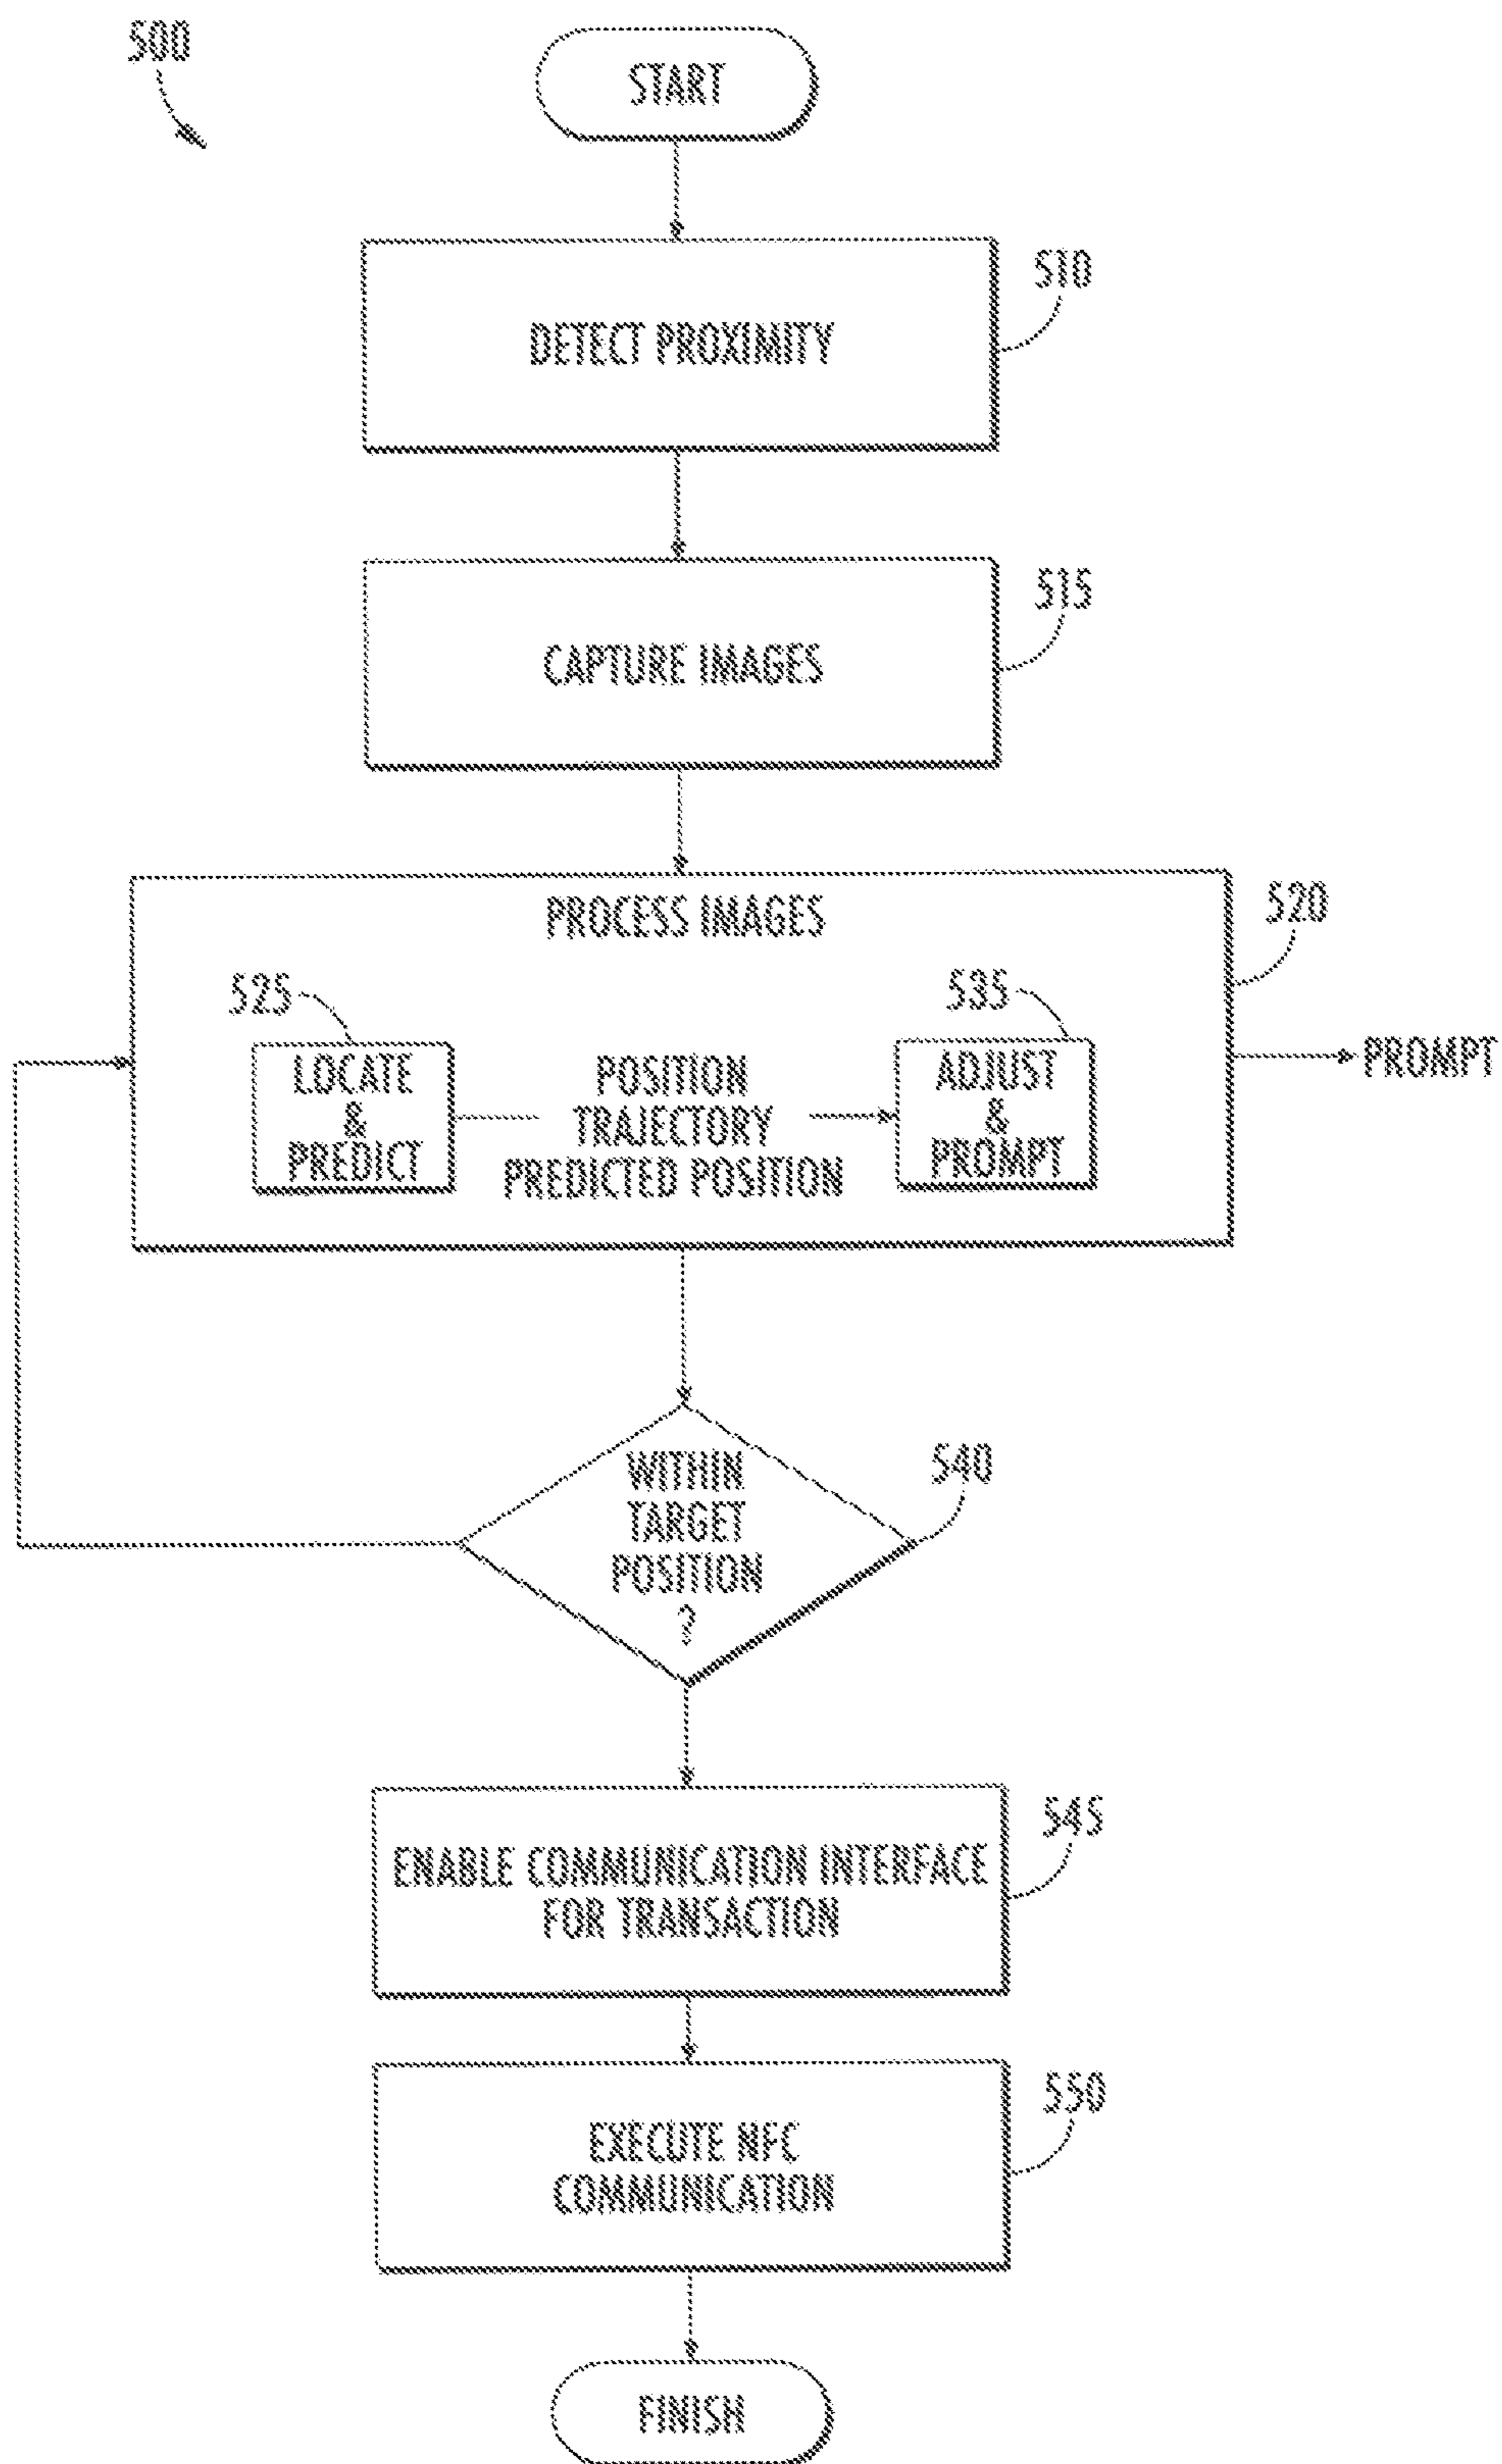 500
START
510
DETECT PROXIMITY
515
CAPTURE IMAGES
520
PROCESS IMAGES
525
535
LOCATE
&
PREDICT
POSITION
TRAJECTORY
PREDICTED POSITION
ADJUST
&
PROMPT
PROMPT
540
WITHIN
TARGET
POSITION
?
545
ENABLE COMMUNICATION INTERFACE
FOR TRANSACTION
550
EXECUTE NFC
COMMUNICATION
FINISH